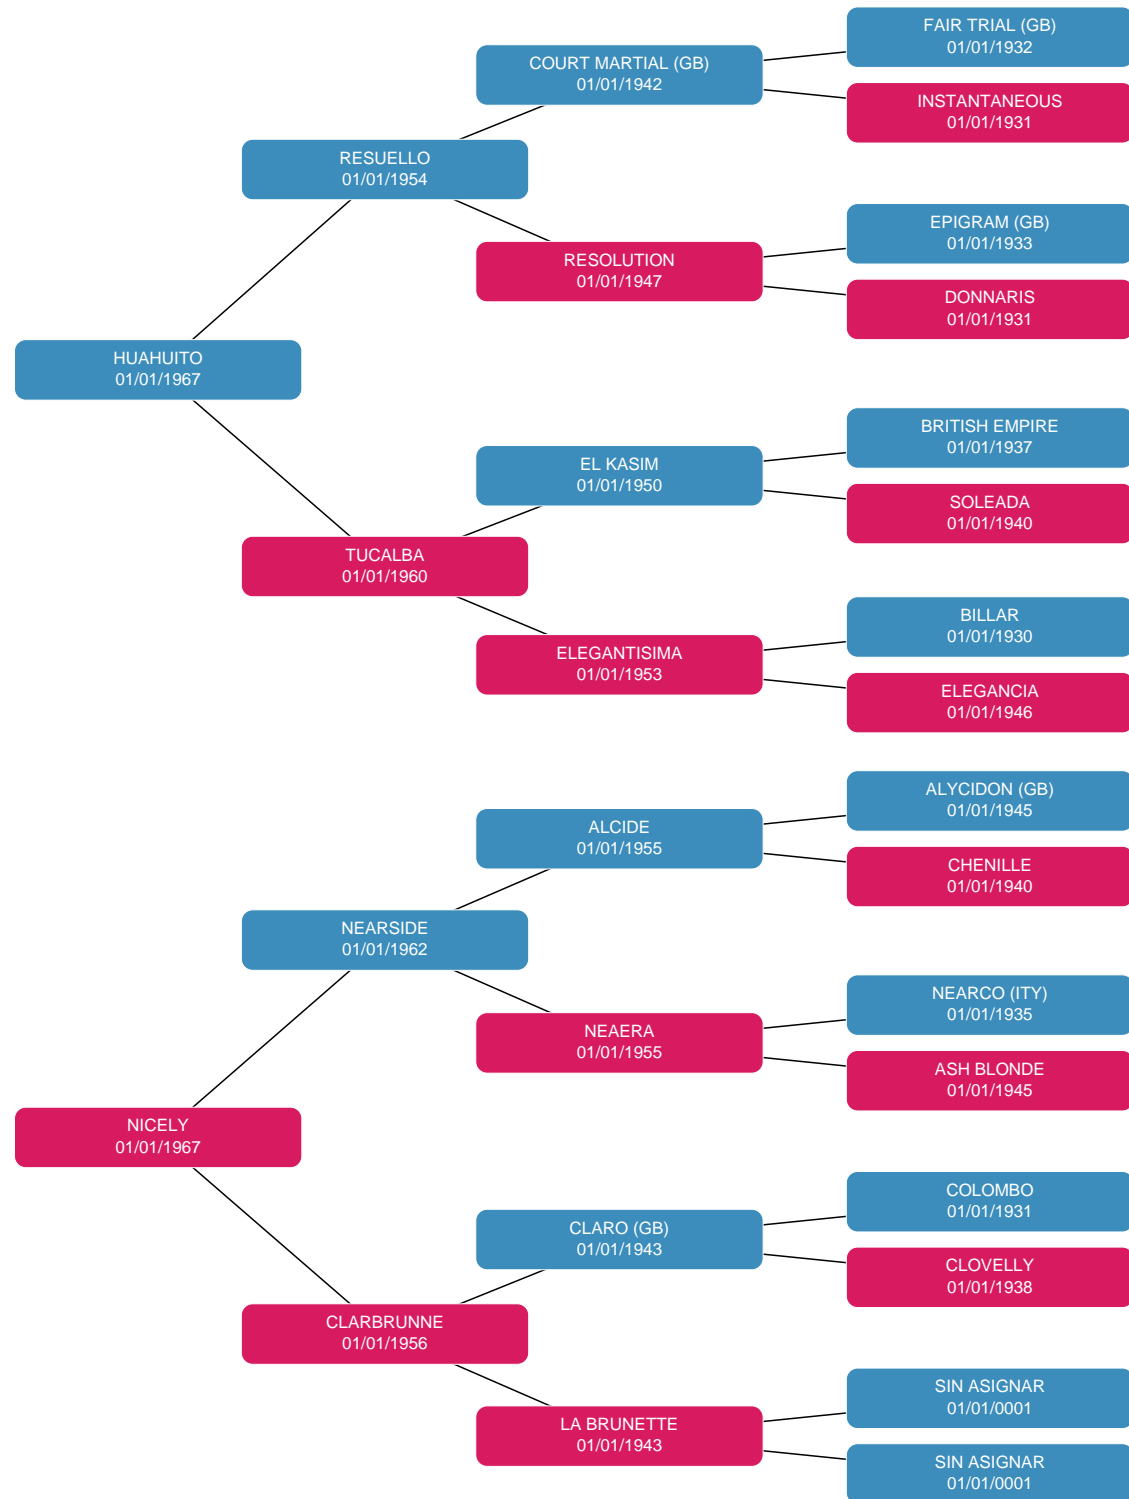 FAIR TRIAL (GB)
01/01/1932
COURT MARTIAL (GB)
01/01/1942
INSTANTANEOUS
01/01/1931
RESUELLO
01/01/1954
EPIGRAM (GB)
01/01/1933
RESOLUTION
01/01/1947
DONNARIS
01/01/1931
HUAHUITO
01/01/1967
BRITISH EMPIRE
01/01/1937
EL KASIM
01/01/1950
SOLEADA
01/01/1940
TUCALBA
01/01/1960
BILLAR
01/01/1930
ELEGANTISIMA
01/01/1953
ELEGANCIA
01/01/1946
ALYCIDON (GB)
01/01/1945
ALCIDE
01/01/1955
CHENILLE
01/01/1940
NEARSIDE
01/01/1962
NEARCO (ITY)
01/01/1935
NEAERA
01/01/1955
ASH BLONDE
01/01/1945
NICELY
01/01/1967
COLOMBO
01/01/1931
CLARO (GB)
01/01/1943
CLOVELLY
01/01/1938
CLARBRUNNE
01/01/1956
SIN ASIGNAR
01/01/0001
LA BRUNETTE
01/01/1943
SIN ASIGNAR
01/01/0001